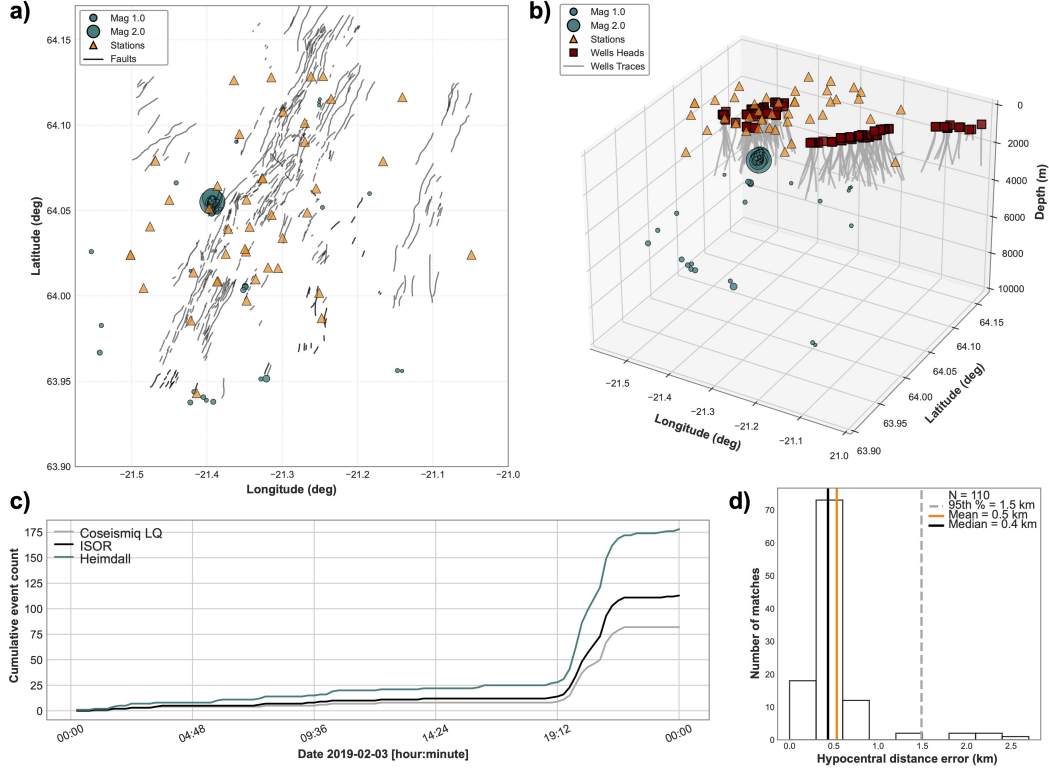 a)
Mag 1.0
Mag 2.0
Stations
Faults
64.15
64.10
64.05
64.00
63.95
63.90
Latitude (deg)
−21.5
−21.4
−21.3
−21.2
−21.1
−21.0
Longitude (deg)
b)
Mag 1.0
Mag 2.0
Stations
Wells Heads
Wells Traces
0
2000
4000
6000
8000
10000
Depth (m)
64.15
64.10
64.05
64.00
63.95
63.90
Latitude (deg)
−21.5
−21.4
−21.3
−21.2
−21.1
21.0
Longitude (deg)
c)
Coseismiq LQ
ISOR
Heimdall
175
150
125
100
75
50
25
0
Cumulative event count
00:00
04:48
09:36
14:24
19:12
00:00
Date 2019-02-03 [hour:minute]
d)
N = 110
95th % = 1.5 km
Mean = 0.5 km
Median = 0.4 km
70
60
50
40
30
20
10
0
Number of matches
0.0
0.5
1.0
1.5
2.0
2.5
Hypocentral distance error (km)